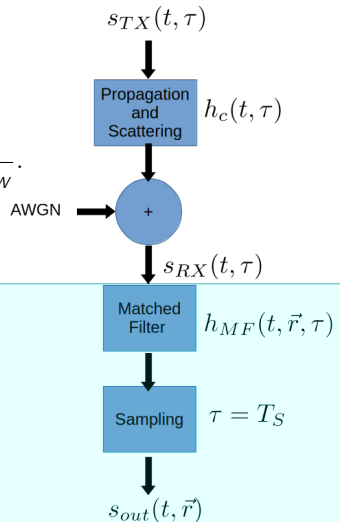 s_{TX}(t, τ)
Propagation
and
Scattering
h_c(t, τ)
w .
AWGN
+
s_{RX}(t, τ)
Matched
Filter
h_{MF}(t, \vec{r}, τ)
Sampling
τ = T_S
s_{out}(t, \vec{r})